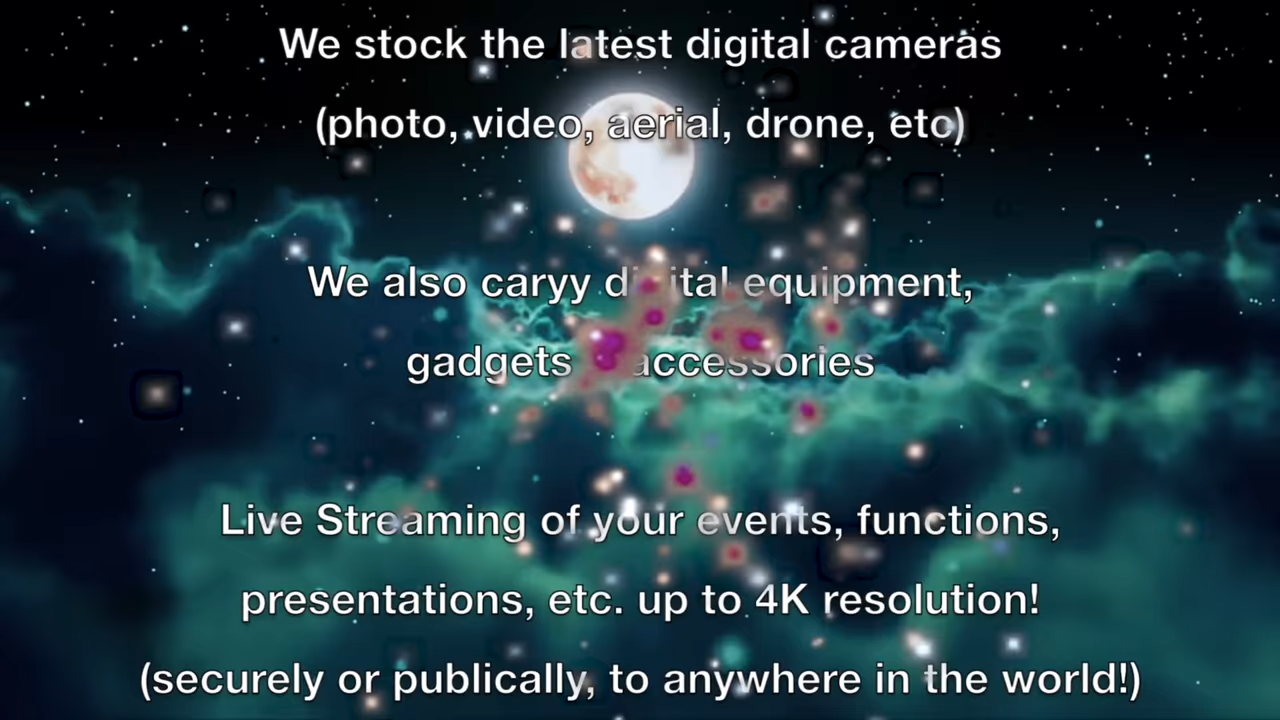 We stock the latest digital cameras
(photo, video, aerial, drone, etc)
We also caryy digital equipment,
gadgets accessories
Live Streaming of your events, functions,
presentations, etc. up to 4K resolution!
(securely or publically, to anywhere in the world!)